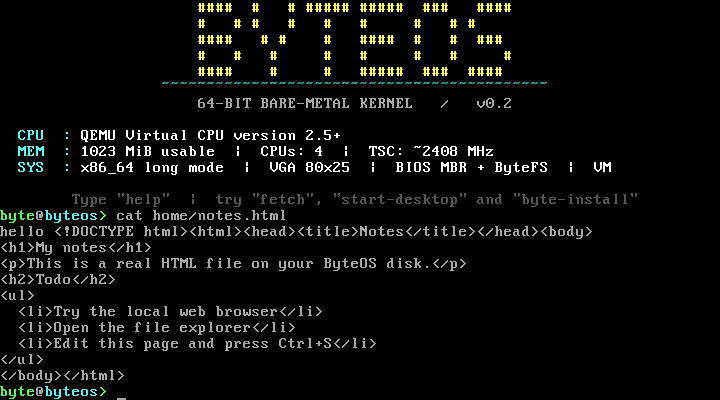 BYTEOS
64-BIT BARE-METAL KERNEL / v0.2
CPU : QEMU Virtual CPU version 2.5+
MEM : 1023 MiB usable | CPUs: 4 | TSC: ~2408 MHz
SYS : x86_64 long mode | VGA 80x25 | BIOS MBR + ByteFS | VM
Type "help" | try "fetch", "start-desktop" and "byte-install"
byte@byteos> cat home/notes.html
hello <!DOCTYPE html><html><head><title>Notes</title></head><body>
<h1>My notes</h1>
<p>This is a real HTML file on your ByteOS disk.</p>
<h2>Todo</h2>
<ul>
  <li>Try the local web browser</li>
  <li>Open the file explorer</li>
  <li>Edit this page and press Ctrl+S</li>
</ul>
</body></html>
byte@byteos> _